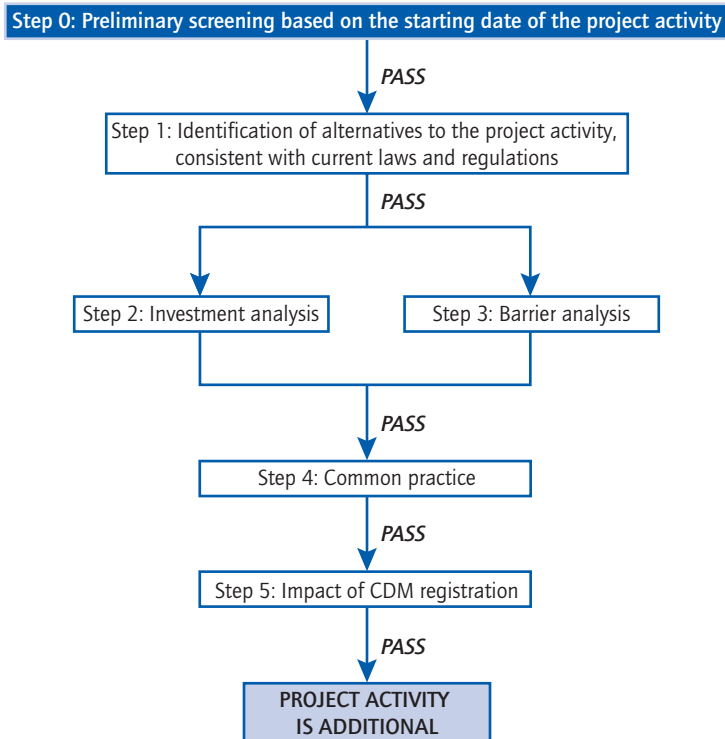 Step 0: Preliminary screening based on the starting date of the project activity
PASS
Step 1: Identification of alternatives to the project activity,
consistent with current laws and regulations
PASS
Step 2: Investment analysis
Step 3: Barrier analysis
PASS
Step 4: Common practice
PASS
Step 5: Impact of CDM registration
PASS
PROJECT ACTIVITY
IS ADDITIONAL